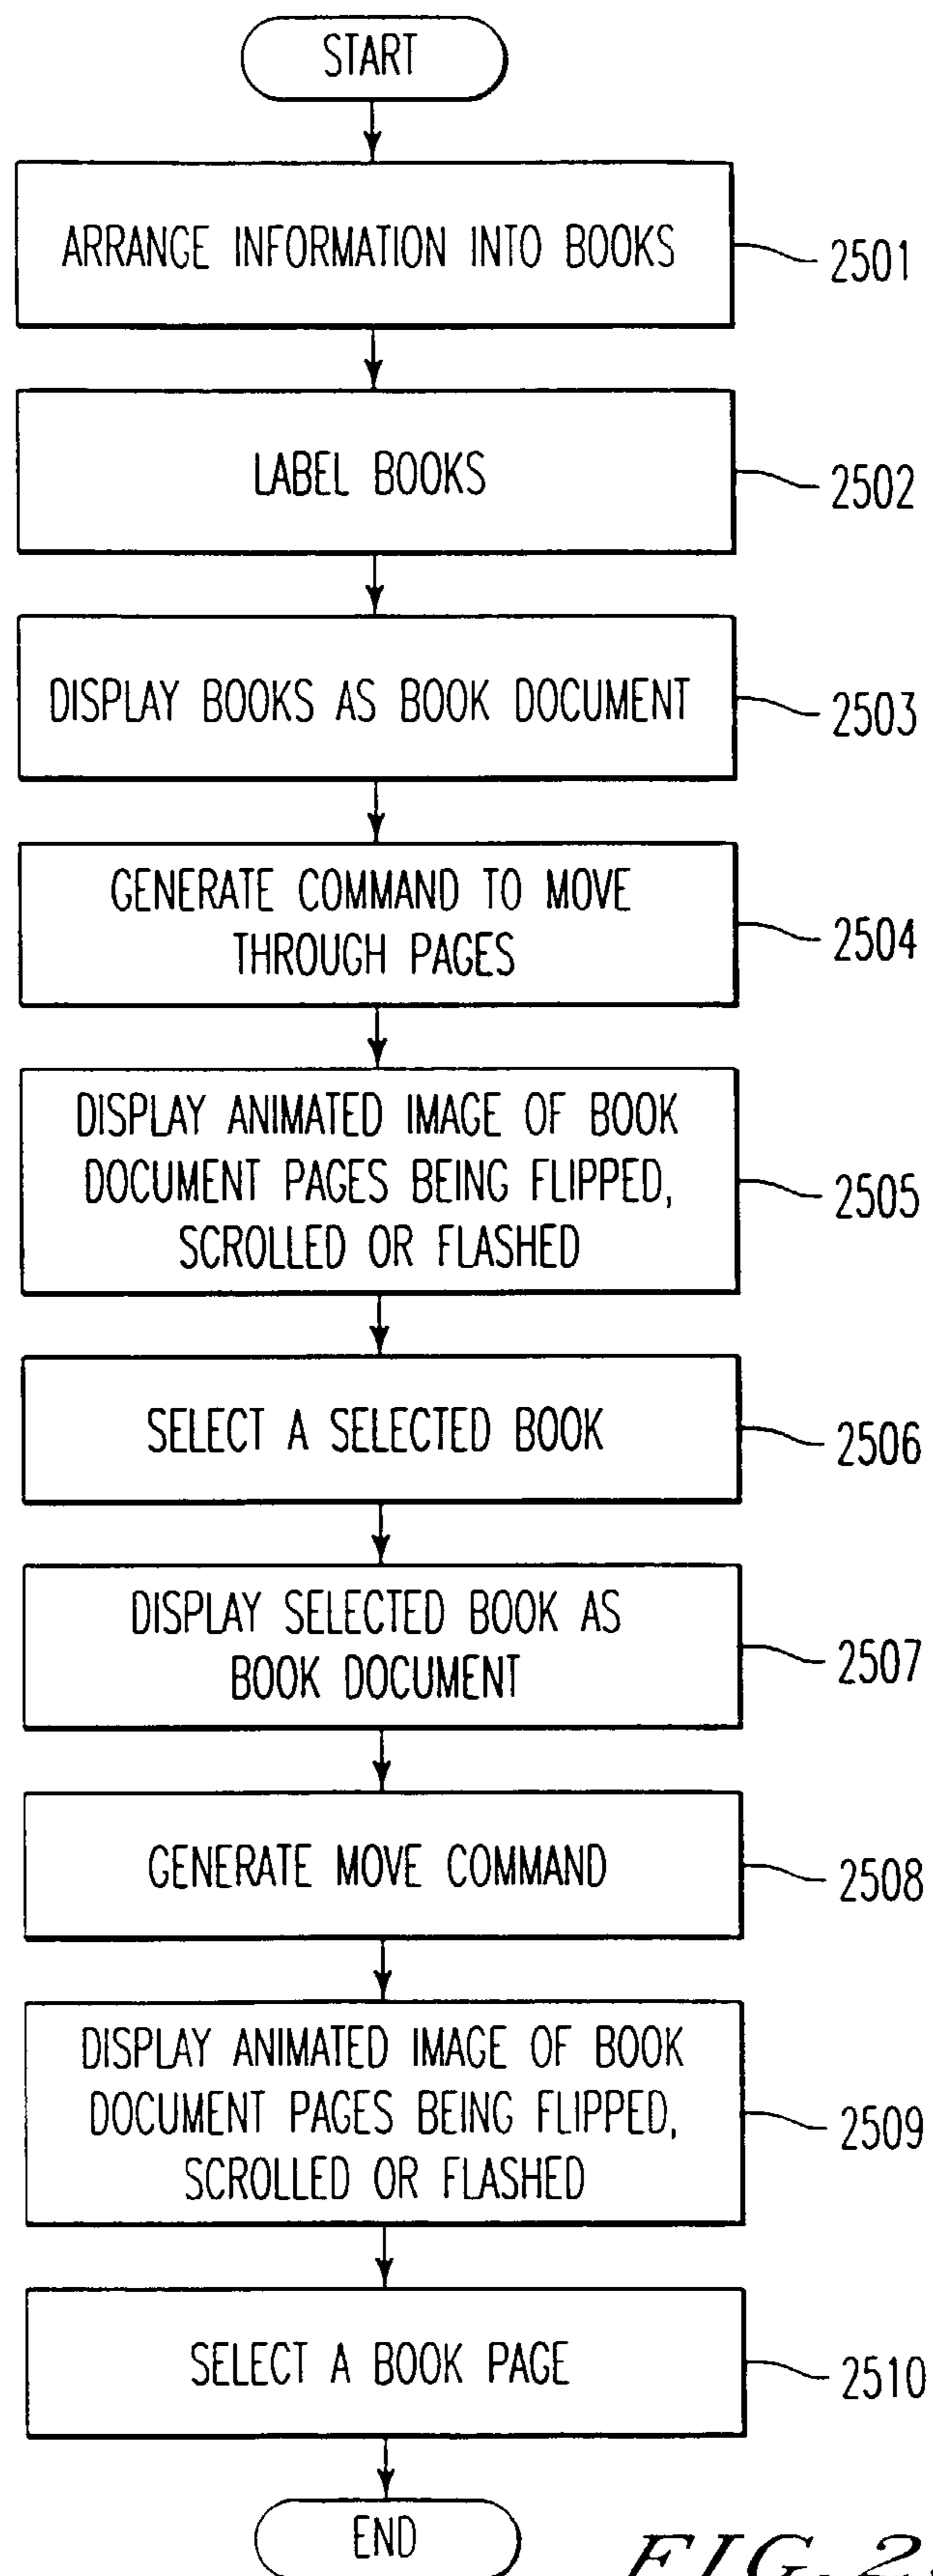 START
ARRANGE INFORMATION INTO BOOKS
2501
LABEL BOOKS
2502
DISPLAY BOOKS AS BOOK DOCUMENT
2503
GENERATE COMMAND TO MOVE
THROUGH PAGES
2504
DISPLAY ANIMATED IMAGE OF BOOK
DOCUMENT PAGES BEING FLIPPED,
SCROLLED OR FLASHED
2505
SELECT A SELECTED BOOK
2506
DISPLAY SELECTED BOOK AS
BOOK DOCUMENT
2507
GENERATE MOVE COMMAND
2508
DISPLAY ANIMATED IMAGE OF BOOK
DOCUMENT PAGES BEING FLIPPED,
SCROLLED OR FLASHED
2509
SELECT A BOOK PAGE
2510
END
FIG. 2